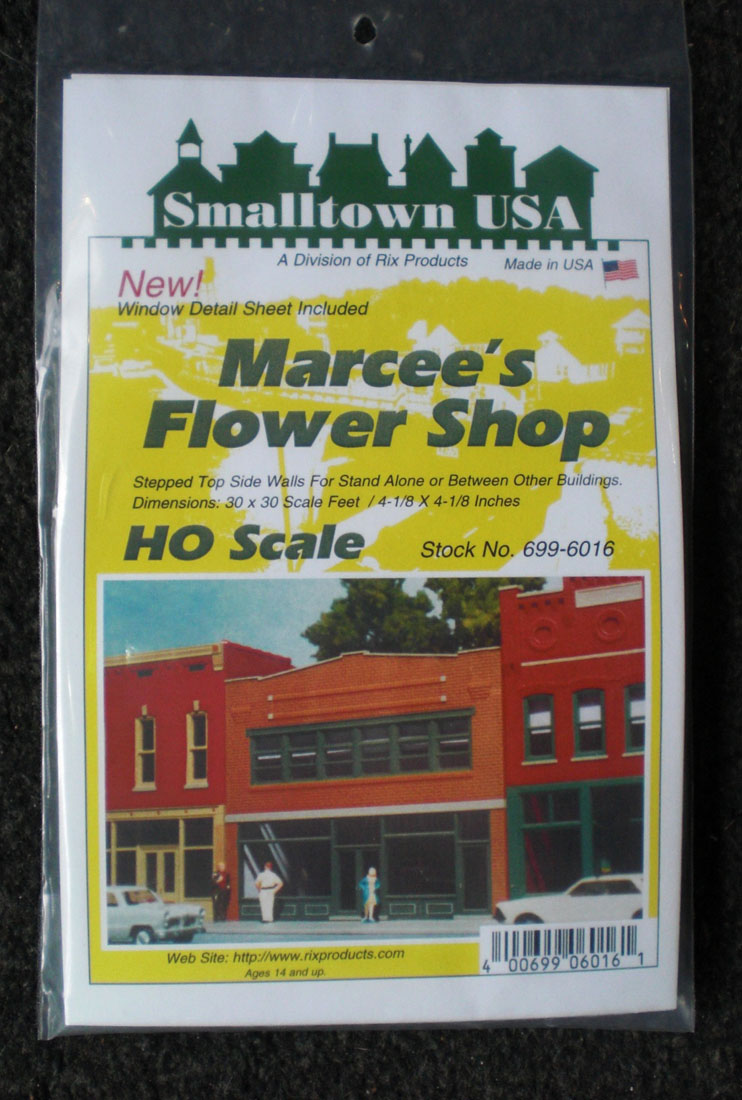 Smalltown USA
A Division of Rix Products
Made in USA
New!
Window Detail Sheet Included
Marcee's
Flower Shop
Stepped Top Side Walls For Stand Alone or Between Other Buildings.
Dimensions: 30 x 30 Scale Feet / 4-1/8 X 4-1/8 Inches
HO Scale
Stock No. 699-6016
Web Site: http://www.rixproducts.com
Ages 14 and up.
4 00699 06016 1